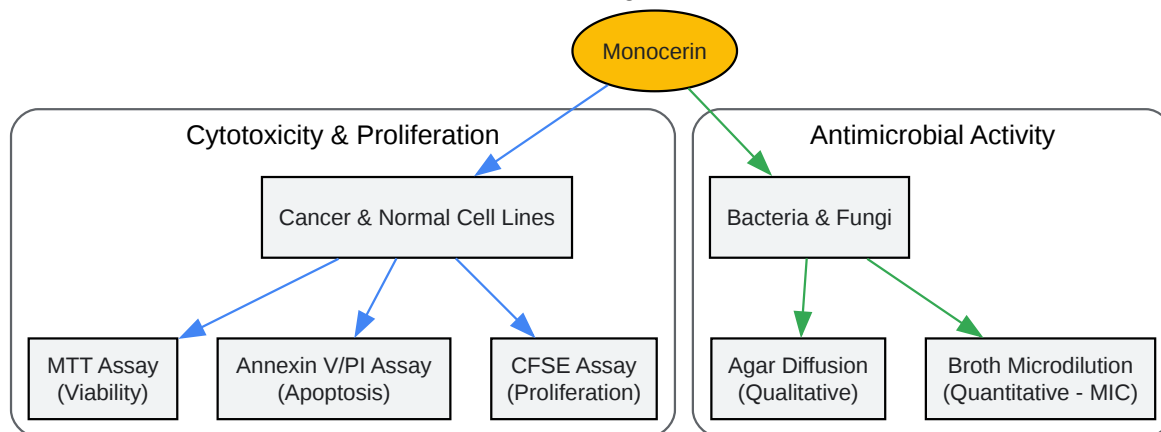 Monocerin
Cytotoxicity & Proliferation
Antimicrobial Activity
Cancer & Normal Cell Lines
Bacteria & Fungi
MTT Assay
(Viability)
Annexin V/PI Assay
(Apoptosis)
CFSE Assay
(Proliferation)
Agar Diffusion
(Qualitative)
Broth Microdilution
(Quantitative - MIC)